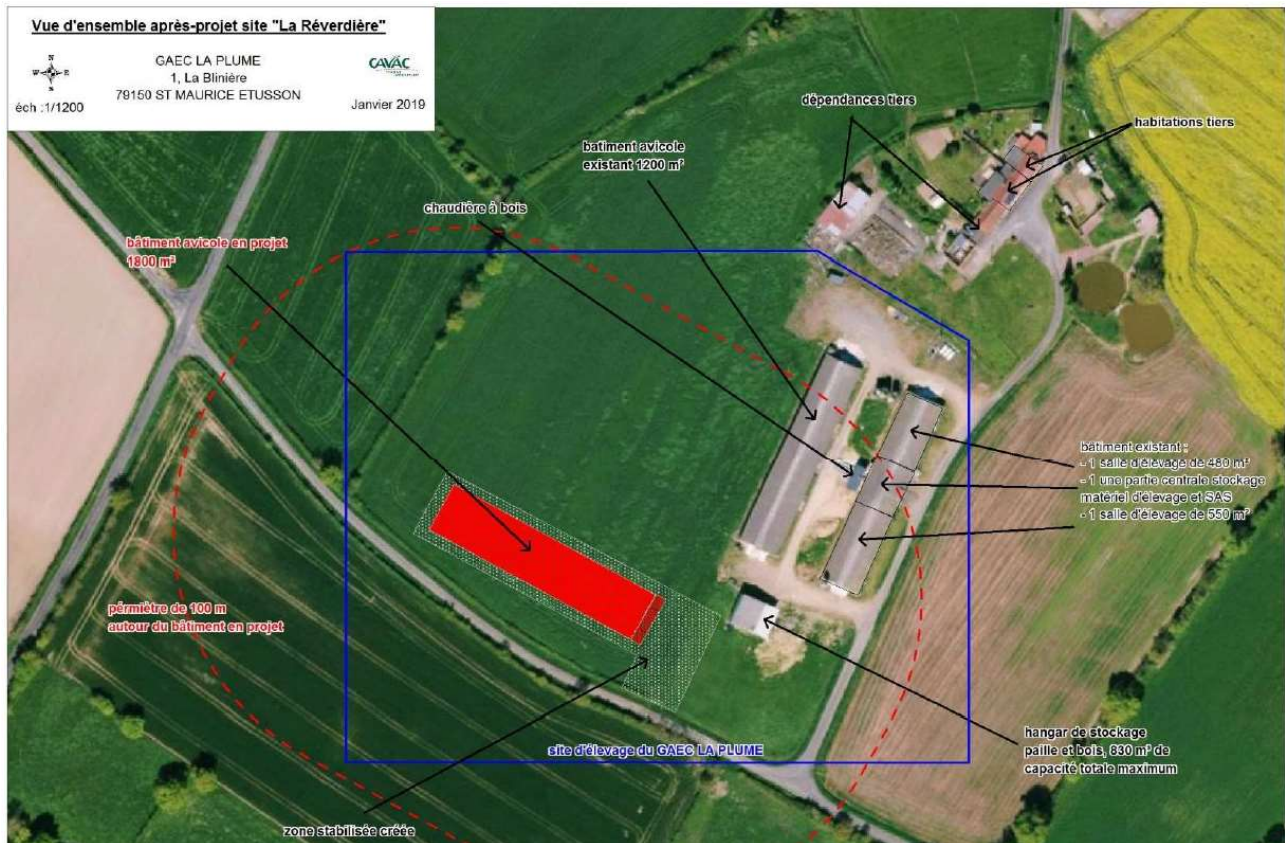 Vue d'ensemble après-projet site "La Réverdière"
N
W E
S
éch :1/1200
GAEC LA PLUME
1, La Blinière
79150 ST MAURICE ETUSSON
CAVAC
Janvier 2019
dépendances tiers
habitations tiers
batiment avicole
existant 1200 m²
chaudière à bois
bâtiment avicole en projet
1800 m²
bâtiment existant :
- 1 salle d'élevage de 480 m²
- 1 une partie centrale stockage
matériel d'élevage et SAS
- 1 salle d'élevage de 550 m²
pérmiètre de 100 m
autour du bâtiment en projet
site d'élevage du GAEC LA PLUME
hangar de stockage
paille et bois, 830 m³ de
capacité totale maximum
zone stabilisée créée